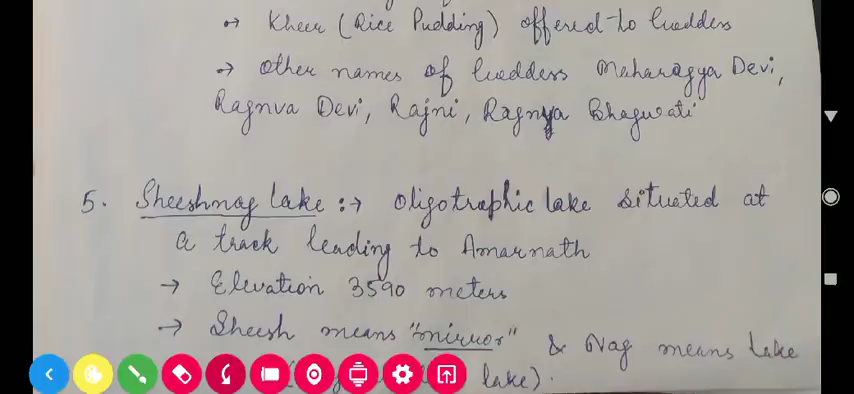 → Kheer (Rice Pudding) offered to Goddess
→ Other names of Goddess Maharagya Devi,
Ragnva Devi, Rajni, Ragnya Bhagwati
5. Sheeshnag lake :→ Oligotrophic lake situated at
a track leading to Amarnath
→ Elevation 3590 meters
→ Sheesh means "mirror" & Nag means lake
lake).